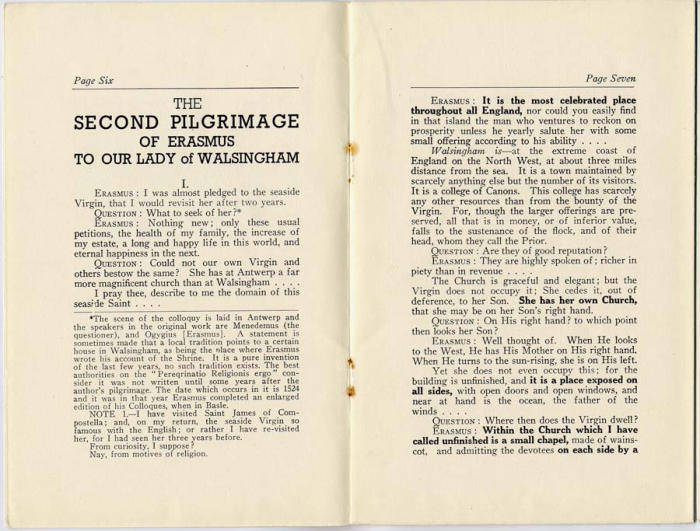 Page Six
THE
SECOND PILGRIMAGE
OF ERASMUS
TO OUR LADY of WALSINGHAM
I.
ERASMUS: I was almost pledged to the seaside
Virgin, that I would revisit her after two years.
QUESTION: What to seek of her?*
ERASMUS: Nothing new; only these usual
petitions, the health of my family, the increase of
my estate, a long and happy life in this world, and
eternal happiness in the next.
QUESTION: Could not our own Virgin and
others bestow the same? She has at Antwerp a far
more magnificent church than at Walsingham . . . .
I pray thee, describe to me the domain of this
seaside Saint . . . .
*The scene of the colloquy is laid in Antwerp and
the speakers in the original work are Menedemus (the
questioner), and Ogygius [Erasmus]. A statement is
sometimes made that a local tradition points to a certain
house in Walsingham, as being the place where Erasmus
wrote his account of the Shrine. It is a pure invention
of the last few years, no such tradition exists. The best
authorities on the "Pereqrinatio Religionis ergo" con-
sider it was not written until some years after the
author's pilgrimage. The date which occurs in it is 1524
and it was in that year Erasmus completed an enlarged
edition of his Colloques, when in Basle.
NOTE 1.—I have visited Saint James of Com-
postella; and, on my return, the seaside Virgin so
famous with the English; or rather I have re-visited
her, for I had seen her three years before.
From curiosity, I suppose?
Nay, from motives of religion.
Page Seven
ERASMUS: It is the most celebrated place
throughout all England, nor could you easily find
in that island the man who ventures to reckon on
prosperity unless he yearly salute her with some
small offering according to his ability . . . .
Walsingham is—at the extreme coast of
England on the North West, at about three miles
distance from the sea. It is a town maintained by
scarcely anything else but the number of its visitors.
It is a college of Canons. This college has scarcely
any other resources than from the bounty of the
Virgin. For, though the larger offerings are pre-
served, all that is in money, or of inferior value,
falls to the sustenance of the flock, and of their
head, whom they call the Prior.
QUESTION: Are they of good reputation?
ERASMUS: They are highly spoken of; richer in
piety than in revenue . . . .
The Church is graceful and elegant; but the
Virgin does not occupy it; She cedes it, out of
deference, to her Son. She has her own Church,
that she may be on her Son's right hand.
QUESTION: On His right hand? to which point
then looks her Son?
ERASMUS: Well thought of. When He looks
to the West, He has His Mother on His right hand.
When He turns to the sun-rising, she is on His left.
Yet she does not even occupy this; for the
building is unfinished, and it is a place exposed on
all sides, with open doors and open windows, and
near at hand is the ocean, the father of the
winds . . . .
QUESTION: Where then does the Virgin dwell?
ERASMUS: Within the Church which I have
called unfinished is a small chapel, made of wains-
cot, and admitting the devotees on each side by a